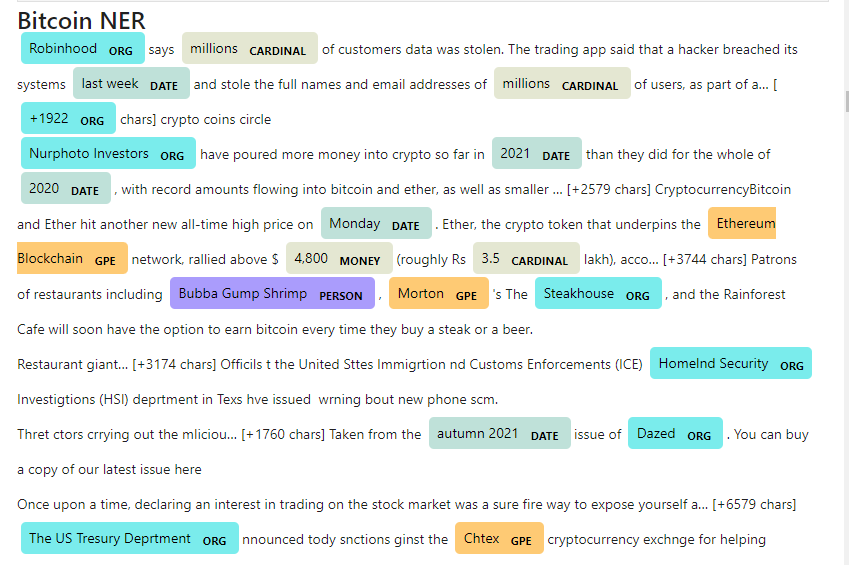 Bitcoin NER
Robinhood ORG says millions CARDINAL of customers data was stolen. The trading app said that a hacker breached its
systems last week DATE and stole the full names and email addresses of millions CARDINAL of users, as part of a… [
+1922 ORG chars] crypto coins circle
Nurphoto Investors ORG have poured more money into crypto so far in 2021 DATE than they did for the whole of
2020 DATE , with record amounts flowing into bitcoin and ether, as well as smaller … [+2579 chars] CryptocurrencyBitcoin
and Ether hit another new all-time high price on Monday DATE . Ether, the crypto token that underpins the Ethereum
Blockchain GPE network, rallied above $ 4,800 MONEY (roughly Rs 3.5 CARDINAL lakh), acco… [+3744 chars] Patrons
of restaurants including Bubba Gump Shrimp PERSON , Morton GPE 's The Steakhouse ORG , and the Rainforest
Cafe will soon have the option to earn bitcoin every time they buy a steak or a beer.
Restaurant giant… [+3174 chars] Officils t the United Sttes Immigrtion nd Customs Enforcements (ICE) Homelnd Security ORG
Investigtions (HSI) deprtment in Texs hve issued wrning bout new phone scm.
Thret ctors crrying out the mliciou… [+1760 chars] Taken from the autumn 2021 DATE issue of Dazed ORG . You can buy
a copy of our latest issue here
Once upon a time, declaring an interest in trading on the stock market was a sure fire way to expose yourself a… [+6579 chars]
The US Tresury Deprtment ORG nnounced tody snctions ginst the Chtex GPE cryptocurrency exchnge for helping